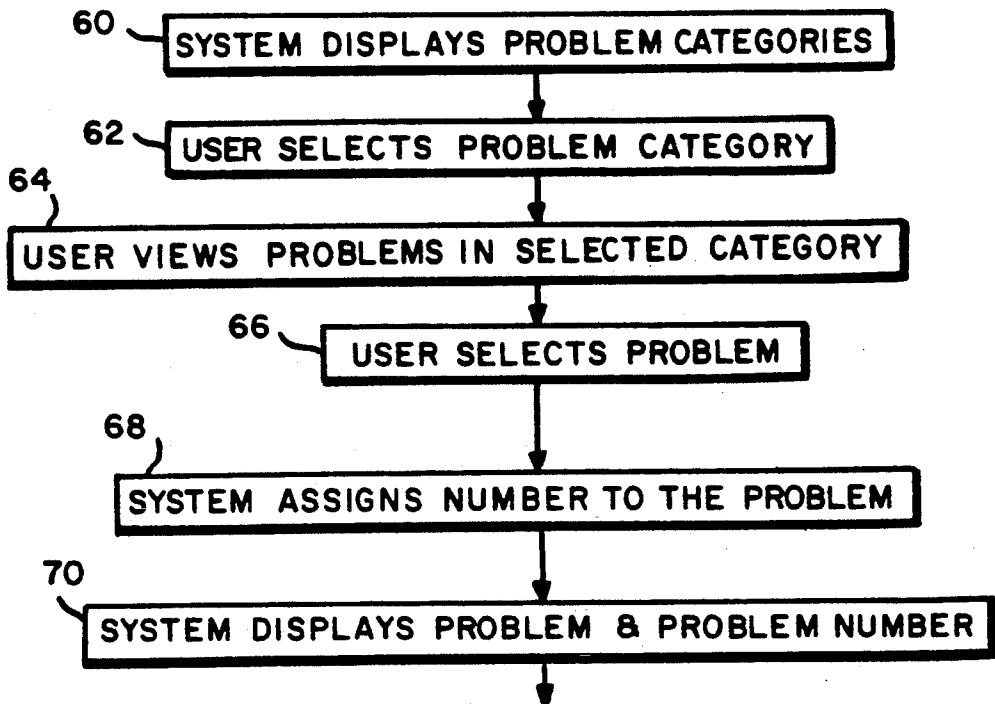 60
SYSTEM DISPLAYS PROBLEM CATEGORIES
62
USER SELECTS PROBLEM CATEGORY
64
USER VIEWS PROBLEMS IN SELECTED CATEGORY
66
USER SELECTS PROBLEM
68
SYSTEM ASSIGNS NUMBER TO THE PROBLEM
70
SYSTEM DISPLAYS PROBLEM & PROBLEM NUMBER